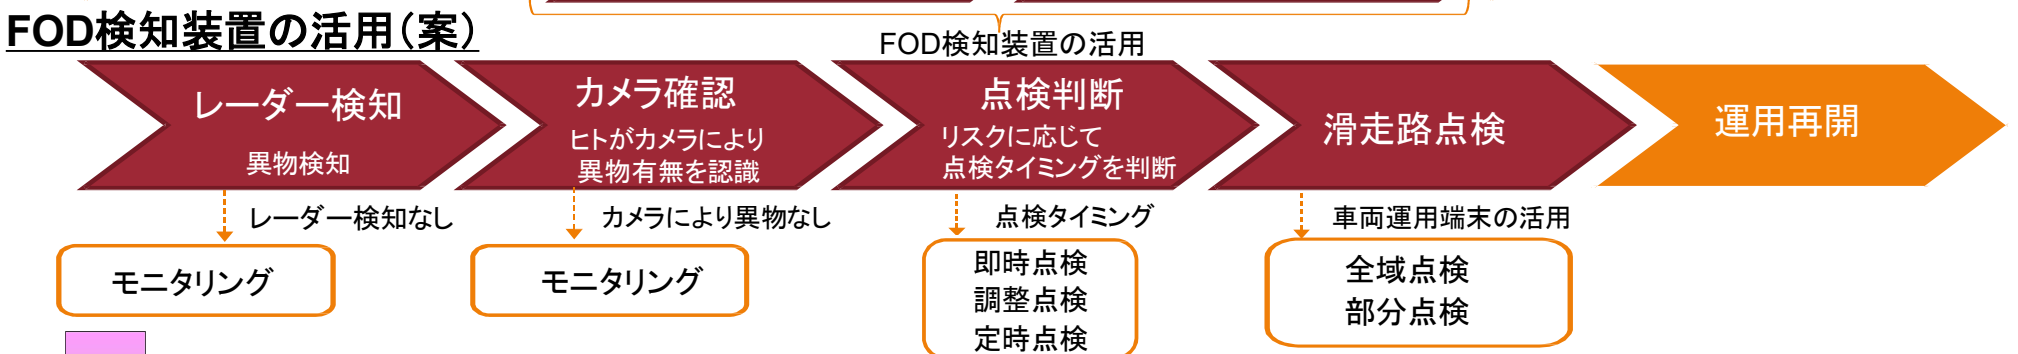 FOD検知装置の活用（案）
FOD検知装置の活用
レーダー検知
異物検知
カメラ確認
ヒトがカメラにより
異物有無を認識
点検判断
リスクに応じて
点検タイミングを判断
滑走路点検
運用再開
レーダー検知なし
モニタリング
カメラにより異物なし
モニタリング
点検タイミング
即時点検
調整点検
定時点検
車両運用端末の活用
全域点検
部分点検